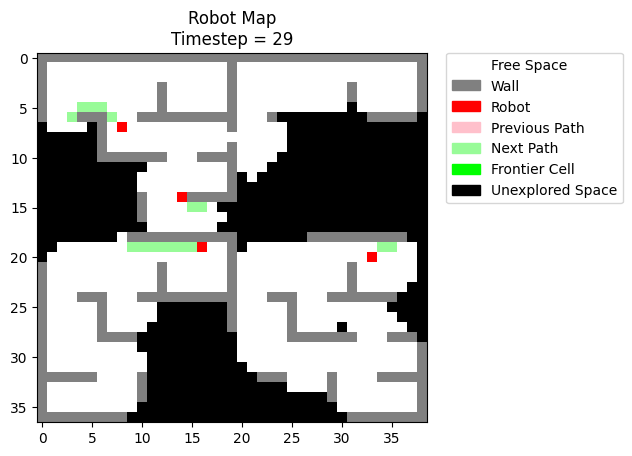 Robot Map
Timestep = 29
0
5
10
15
20
25
30
35
0
5
10
15
20
25
30
35
Free Space
Wall
Robot
Previous Path
Next Path
Frontier Cell
Unexplored Space